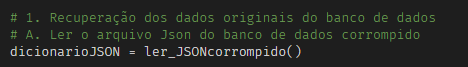 # 1. Recuperação dos dados originais do banco de dados
# A. Ler o arquivo Json do banco de dados corrompido
dicionarioJSON = ler_JSONcorrompido()